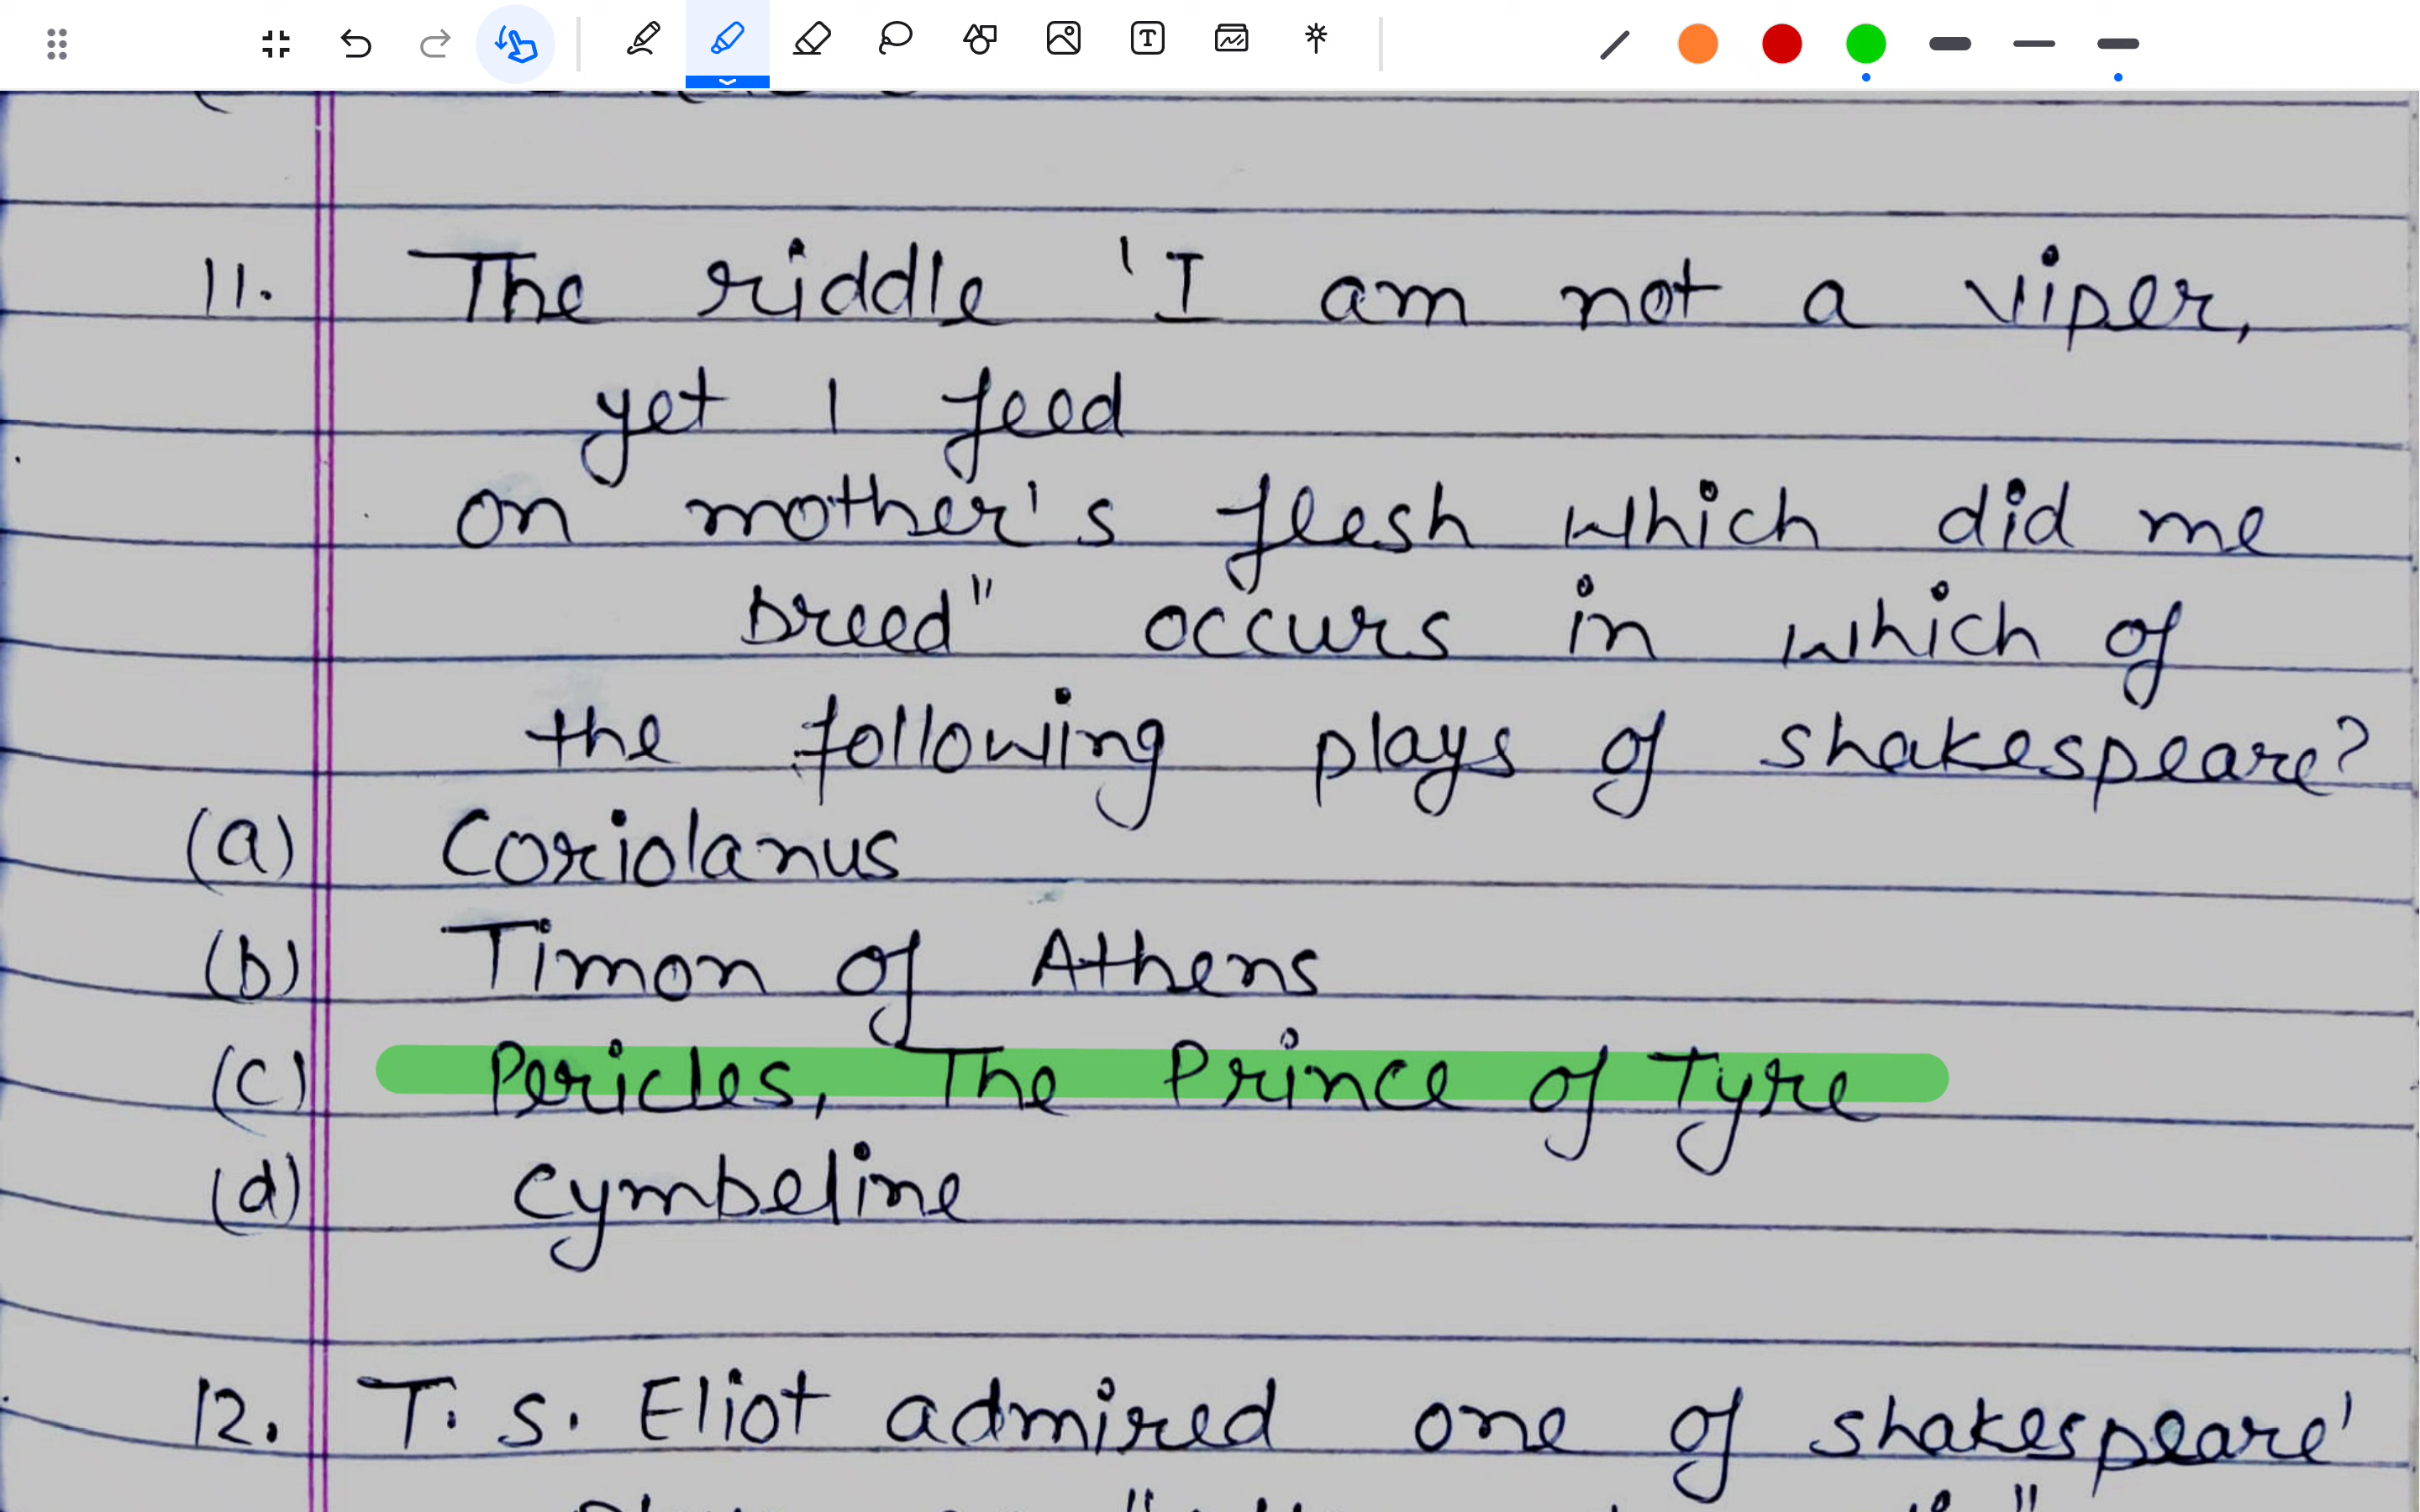 11. The riddle 'I am not a viper,
yet I feed
on mother's flesh which did me
breed" occurs in which of
the following plays of shakespeare?
(a) Coriolanus
(b) Timon of Athens
(c) Pericles, The Prince of Tyre
(d) Cymbeline
12. T. S. Eliot admired one of shakespeare'